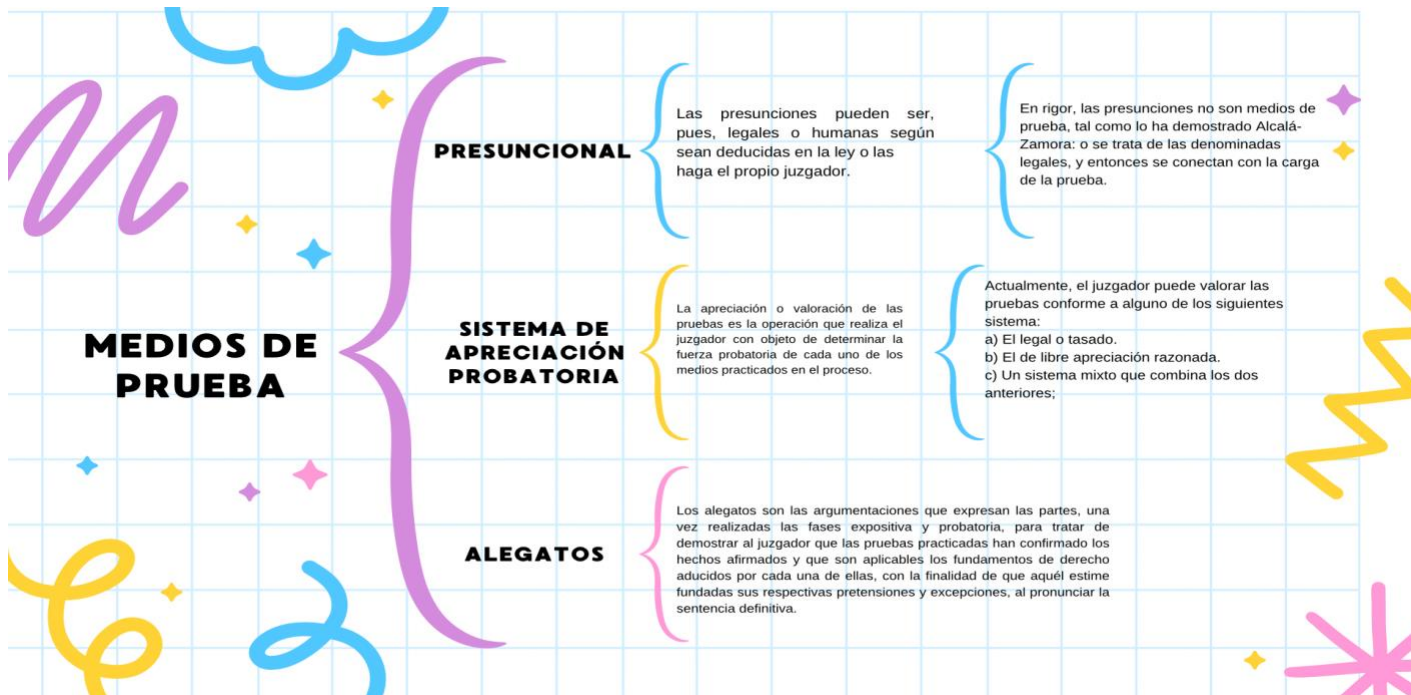 MEDIOS DE
PRUEBA
PRESUNCIONAL
Las presunciones pueden ser,
pues, legales o humanas según
sean deducidas en la ley o las
haga el propio juzgador.
En rigor, las presunciones no son medios de
prueba, tal como lo ha demostrado Alcalá-
Zamora: o se trata de las denominadas
legales, y entonces se conectan con la carga
de la prueba.
SISTEMA DE
APRECIACIÓN
PROBATORIA
La apreciación o valoración de las
pruebas es la operación que realiza el
juzgador con objeto de determinar la
fuerza probatoria de cada uno de los
medios practicados en el proceso.
Actualmente, el juzgador puede valorar las
pruebas conforme a alguno de los siguientes
sistema:
a) El legal o tasado.
b) El de libre apreciación razonada.
c) Un sistema mixto que combina los dos
anteriores;
ALEGATOS
Los alegatos son las argumentaciones que expresan las partes, una
vez realizadas las fases expositiva y probatoria, para tratar de
demostrar al juzgador que las pruebas practicadas han confirmado los
hechos afirmados y que son aplicables los fundamentos de derecho
aducidos por cada una de ellas, con la finalidad de que aquél estime
fundadas sus respectivas pretensiones y excepciones, al pronunciar la
sentencia definitiva.